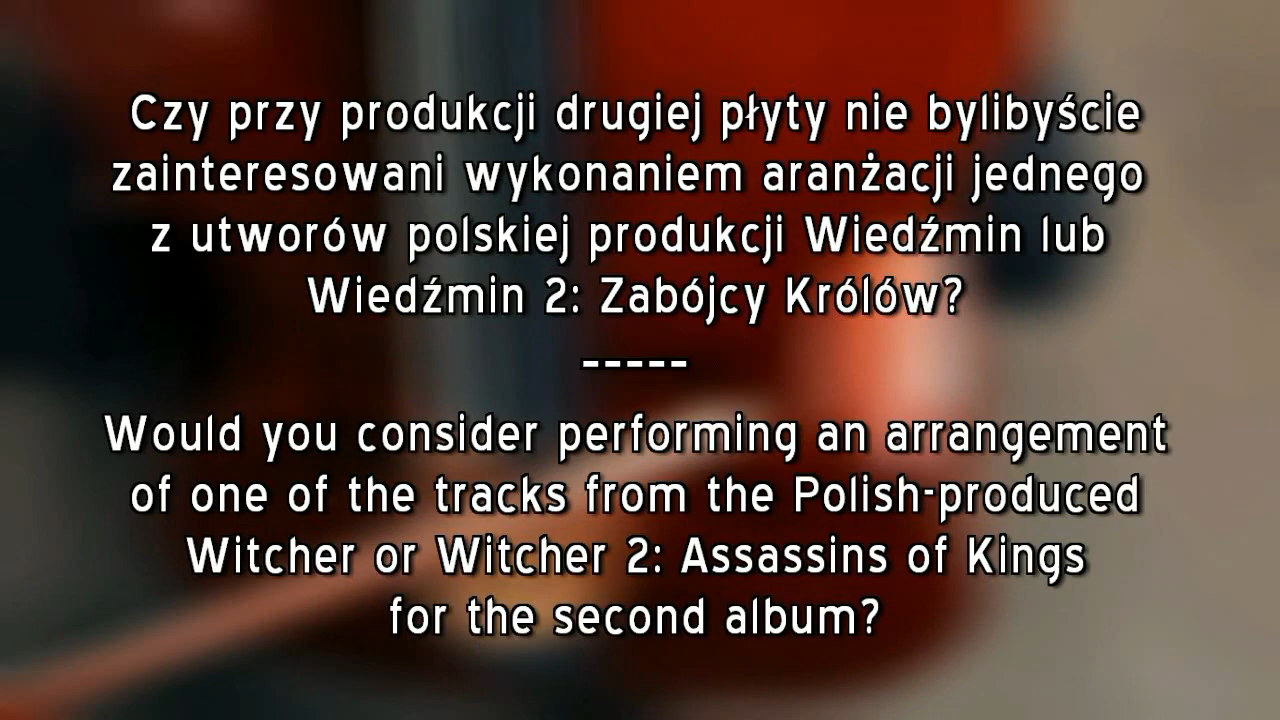 Czy przy produkcji drugiej płyty nie bylibyście
zainteresowani wykonaniem aranżacji jednego
z utworów polskiej produkcji Wiedźmin lub
Wiedźmin 2: Zabójcy Królów?
-----
Would you consider performing an arrangement
of one of the tracks from the Polish-produced
Witcher or Witcher 2: Assassins of Kings
for the second album?